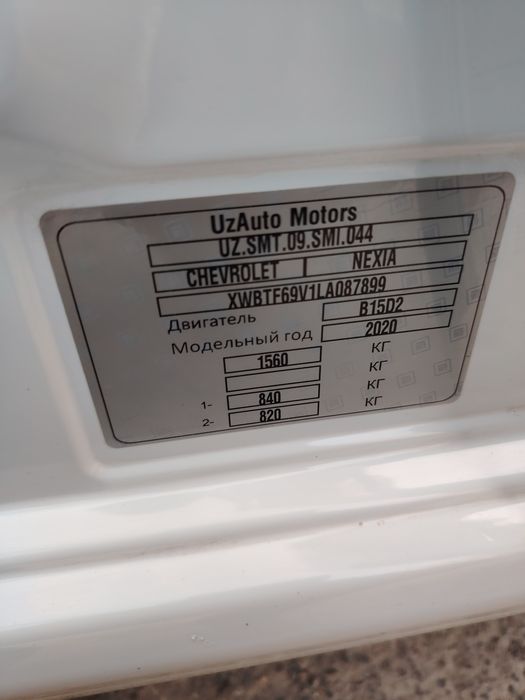 UzAuto Motors
UZ.SMT.09.SMI.044
CHEVROLET NEXIA
XWBTF69V1LA087899
Двигатель B15D2
Модельный год 2020
1560 КГ
КГ
1- 840 КГ
2- 820 КГ